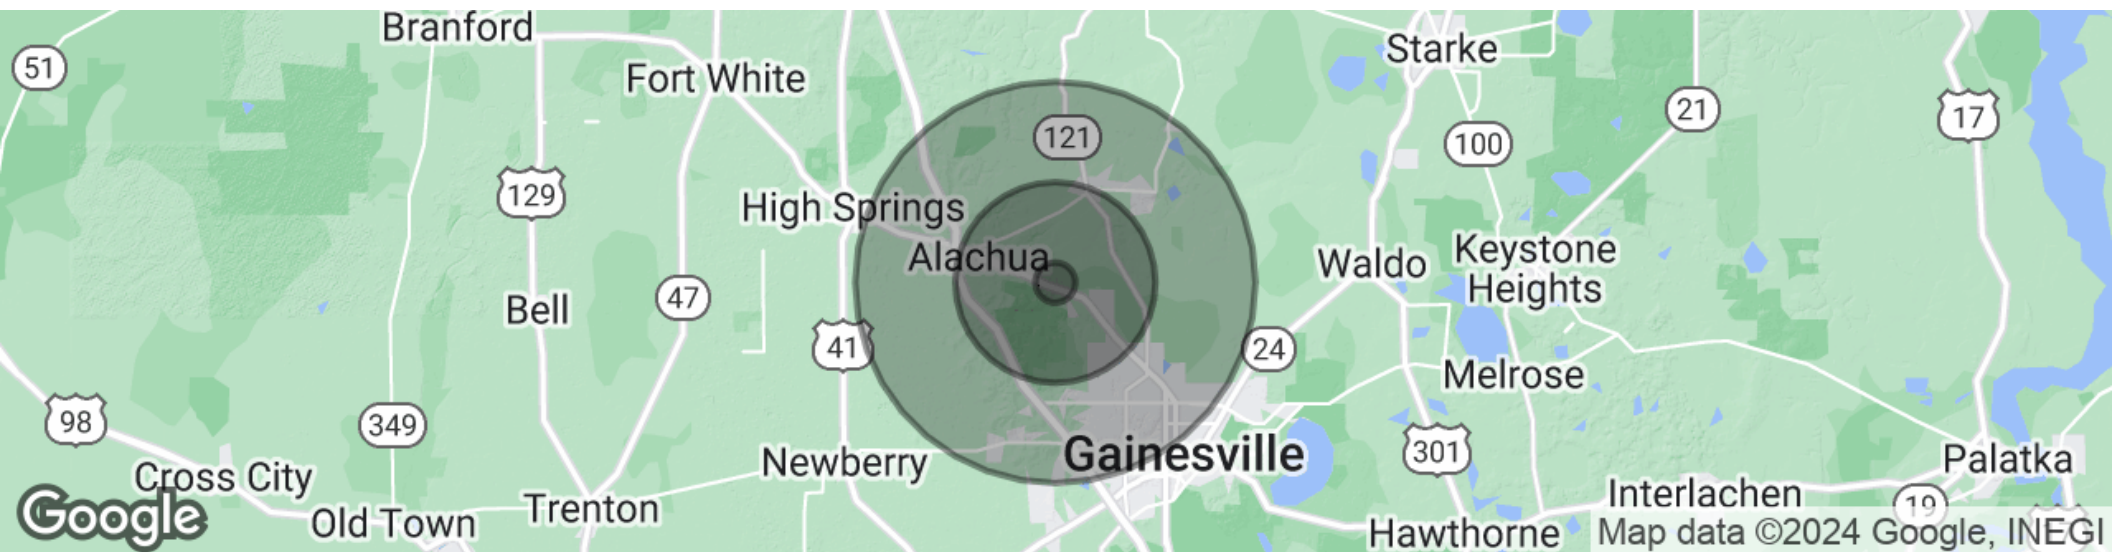 Branford
Starke
51
Fort White
21
17
121
100
129
High Springs
Alachua
Waldo
Keystone
Heights
47
Bell
41
24
Melrose
98
349
301
Gainesville
Newberry
Palatka
Cross City
Interlachen
19
Trenton
Old Town
Hawthorne
Google
Map data ©2024 Google, INEGI